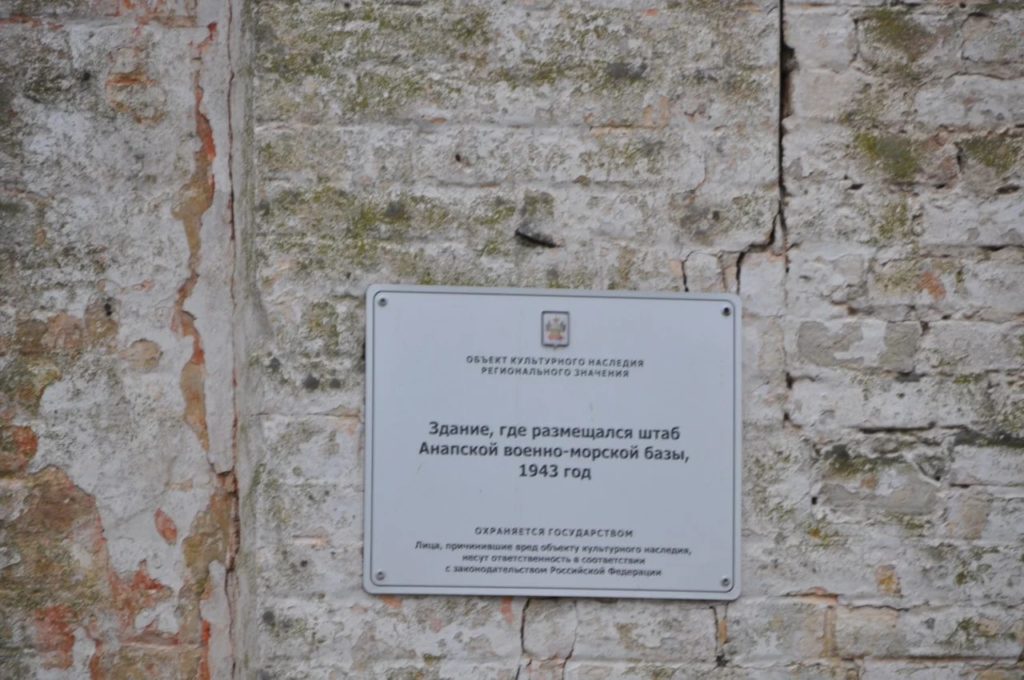 ОБЪЕКТ КУЛЬТУРНОГО НАСЛЕДИЯ
РЕГИОНАЛЬНОГО ЗНАЧЕНИЯ
Здание, где размещался штаб
Анапской военно-морской базы,
1943 год
ОХРАНЯЕТСЯ ГОСУДАРСТВОМ
Лица, причинившие вред объекту культурного наследия,
несут ответственность в соответствии
с законодательством Российской Федерации